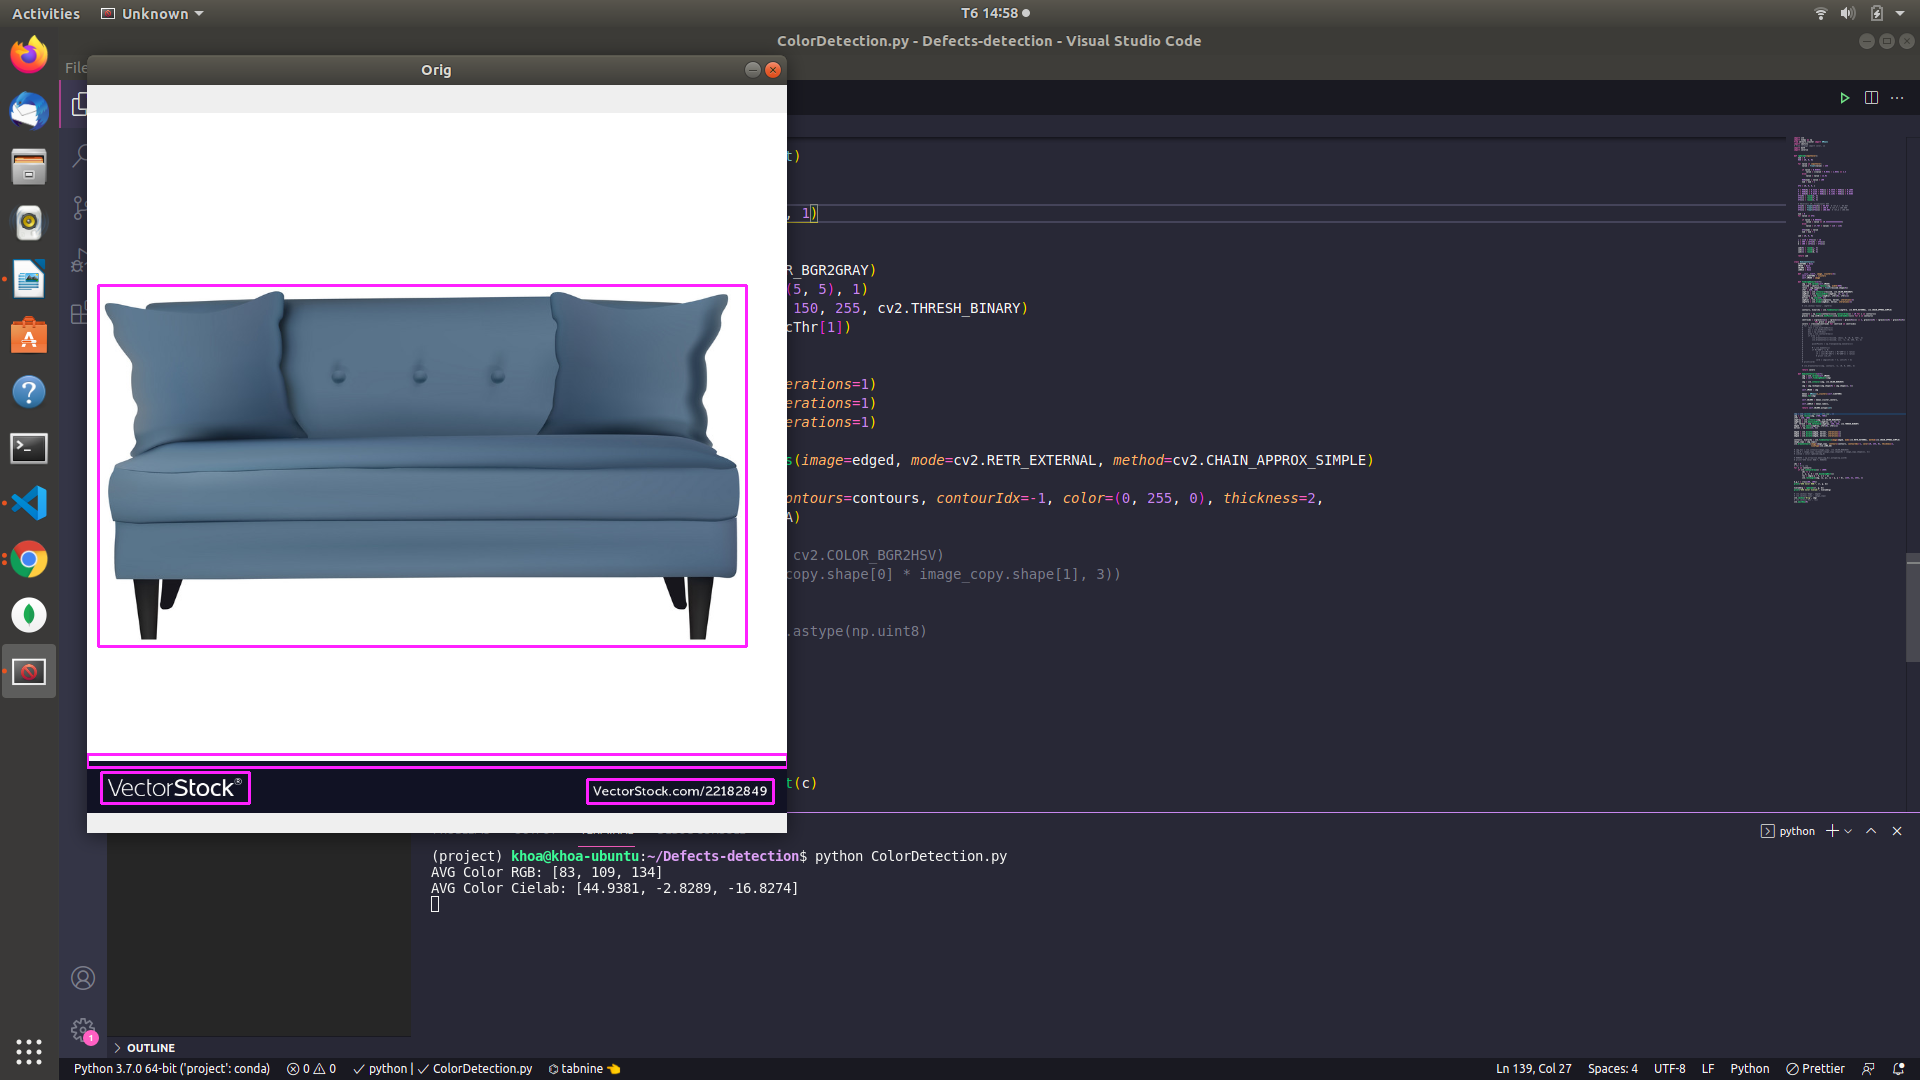 Activities
Unknown
T6 14:58
ColorDetection.py - Defects-detection - Visual Studio Code
File
Orig
t)
, 1)
R_BGR2GRAY)
(5, 5), 1)
150, 255, cv2.THRESH_BINARY)
cThr[1])
erations=1)
erations=1)
erations=1)
s(image=edged, mode=cv2.RETR_EXTERNAL, method=cv2.CHAIN_APPROX_SIMPLE)
ontours=contours, contourIdx=-1, color=(0, 255, 0), thickness=2,
A)
cv2.COLOR_BGR2HSV)
copy.shape[0] * image_copy.shape[1], 3))
.astype(np.uint8)
t(c)
VectorStock®
VectorStock.com/22182849
python
(project) khoa@khoa-ubuntu:~/Defects-detection$ python ColorDetection.py
AVG Color RGB: [83, 109, 134]
AVG Color Cielab: [44.9381, -2.8289, -16.8274]
1
OUTLINE
Python 3.7.0 64-bit ('project': conda) 0 0 python | ColorDetection.py tabnine Ln 139, Col 27 Spaces: 4 UTF-8 LF Python Prettier